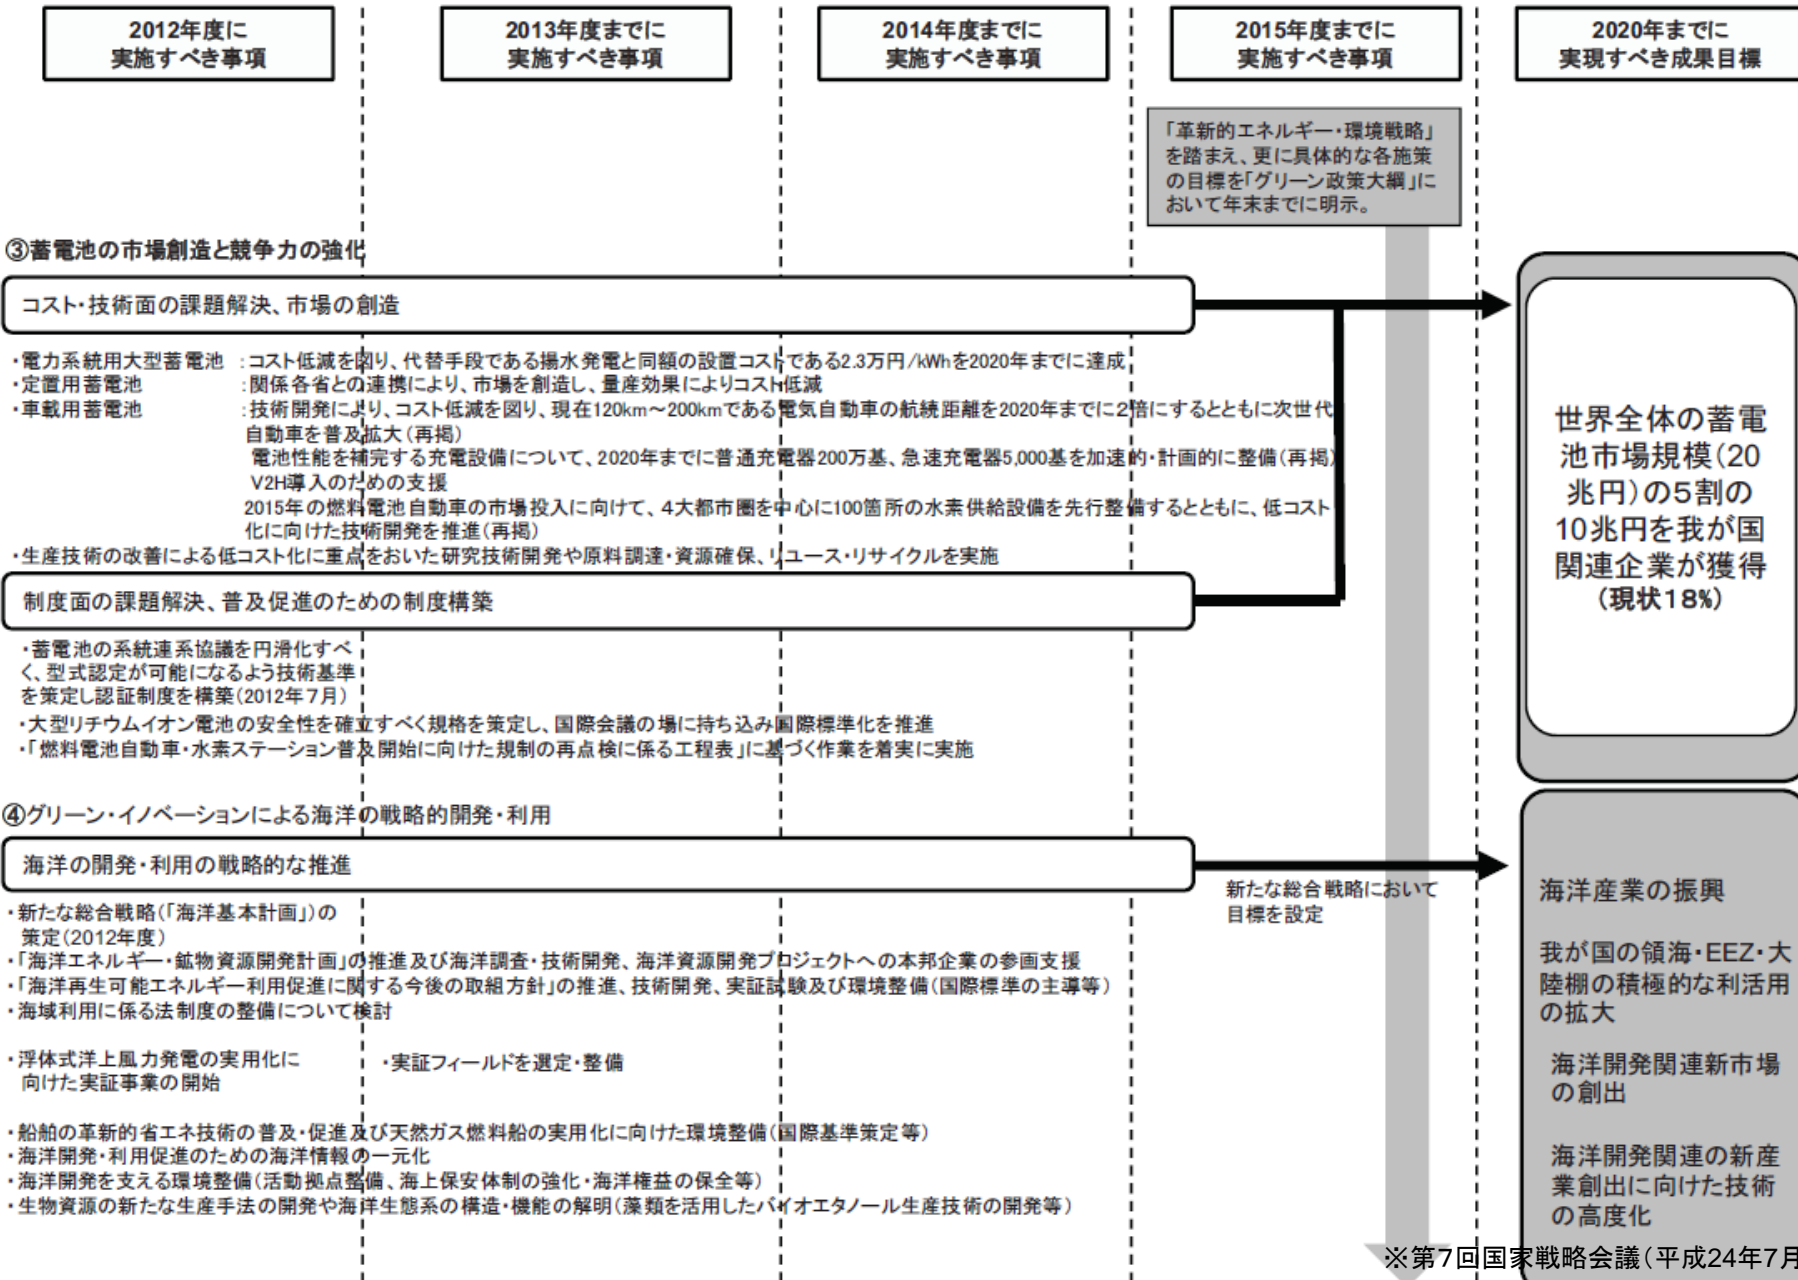 2012年度に
実施すべき事項
2013年度までに
実施すべき事項
2014年度までに
実施すべき事項
2015年度までに
実施すべき事項
2020年までに
実現すべき成果目標
「革新的エネルギー・環境戦略」
を踏まえ、更に具体的な各施策
の目標を「グリーン政策大綱」に
おいて年末までに明示。
③蓄電池の市場創造と競争力の強化
コスト・技術面の課題解決、市場の創造
・電力系統用大型蓄電池 :コスト低減を図り、代替手段である揚水発電と同額の設置コストである2.3万円/kWhを2020年までに達成
・定置用蓄電池 :関係各省との連携により、市場を創造し、量産効果によりコスト低減
・車載用蓄電池 :技術開発により、コスト低減を図り、現在120km～200kmである電気自動車の航続距離を2020年までに2倍にするとともに次世代
自動車を普及拡大(再掲)
電池性能を補完する充電設備について、2020年までに普通充電器200万基、急速充電器5,000基を加速的・計画的に整備(再掲)
V2H導入のための支援
2015年の燃料電池自動車の市場投入に向けて、4大都市圏を中心に100箇所の水素供給設備を先行整備するとともに、低コスト
化に向けた技術開発を推進(再掲)
・生産技術の改善による低コスト化に重点をおいた研究技術開発や原料調達・資源確保、リユース・リサイクルを実施
制度面の課題解決、普及促進のための制度構築
・蓄電池の系統連系協議を円滑化すべ
く、型式認定が可能になるよう技術基準
を策定し認証制度を構築(2012年7月)
・大型リチウムイオン電池の安全性を確立すべく規格を策定し、国際会議の場に持ち込み国際標準化を推進
・「燃料電池自動車・水素ステーション普及開始に向けた規制の再点検に係る工程表」に基づく作業を着実に実施
世界全体の蓄電
池市場規模(20
兆円)の5割の
10兆円を我が国
関連企業が獲得
(現状18%)
④グリーン・イノベーションによる海洋の戦略的開発・利用
海洋の開発・利用の戦略的な推進
新たな総合戦略において
目標を設定
・新たな総合戦略(「海洋基本計画」)の
策定(2012年度)
・「海洋エネルギー・鉱物資源開発計画」の推進及び海洋調査・技術開発、海洋資源開発プロジェクトへの本邦企業の参画支援
・「海洋再生可能エネルギー利用促進に関する今後の取組方針」の推進、技術開発、実証試験及び環境整備(国際標準の主導等)
・海域利用に係る法制度の整備について検討
・浮体式洋上風力発電の実用化に
向けた実証事業の開始
・実証フィールドを選定・整備
・船舶の革新的省エネ技術の普及・促進及び天然ガス燃料船の実用化に向けた環境整備(国際基準策定等)
・海洋開発・利用促進のための海洋情報の一元化
・海洋開発を支える環境整備(活動拠点整備、海上保安体制の強化・海洋権益の保全等)
・生物資源の新たな生産手法の開発や海洋生態系の構造・機能の解明(藻類を活用したバイオエタノール生産技術の開発等)
海洋産業の振興
我が国の領海・EEZ・大
陸棚の積極的な利活用
の拡大
海洋開発関連新市場
の創出
海洋開発関連の新産
業創出に向けた技術
の高度化
※第7回国家戦略会議(平成24年7月